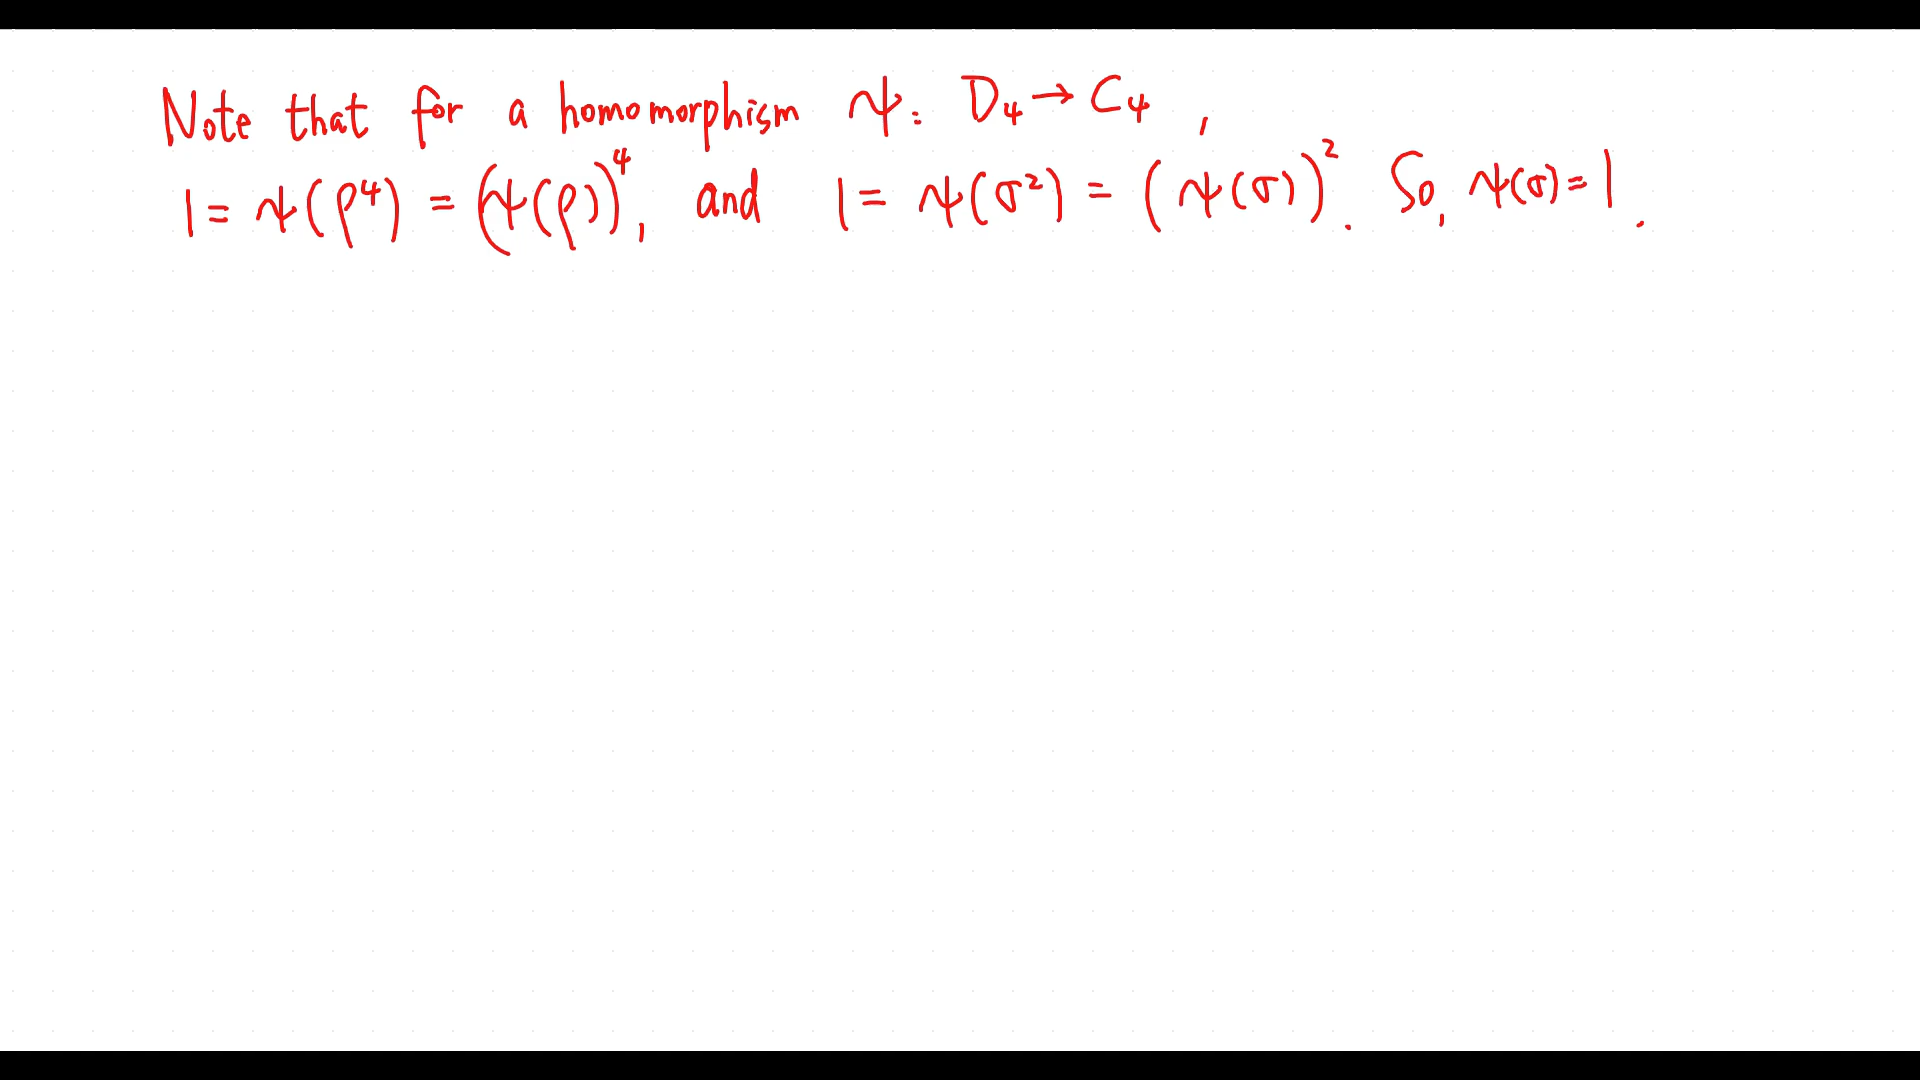 Note that for a homomorphism ψ: D₄ → C₄ ,
1 = ψ(ρ⁴) = (ψ(ρ))⁴, and 1 = ψ(σ²) = (ψ(σ))². So, ψ(σ) = 1 .